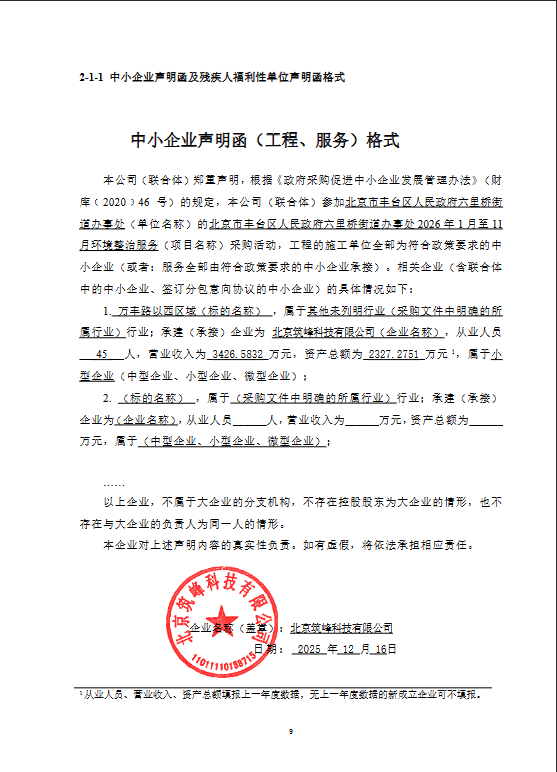 2-1-1 中小企业声明函及残疾人福利性单位声明函格式
中小企业声明函（工程、服务）格式
本公司（联合体）郑重声明，根据《政府采购促进中小企业发展管理办法》（财
库﹝2020﹞46 号）的规定，本公司（联合体）参加北京市丰台区人民政府六里桥街
道办事处（单位名称）的北京市丰台区人民政府六里桥街道办事处 2026 年 1 月至 11
月环境整治服务（项目名称）采购活动，工程的施工单位全部为符合政策要求的中
小企业（或者：服务全部由符合政策要求的中小企业承接）。相关企业（含联合体
中的中小企业、签订分包意向协议的中小企业）的具体情况如下：
1. 万丰路以西区域（标的名称） ，属于其他未列明行业（采购文件中明确的所
属行业）行业；承建（承接）企业为 北京筑峰科技有限公司（企业名称），从业人员
45 人，营业收入为 3426.5832 万元，资产总额为 2327.2751 万元 1，属于小
型企业（中型企业、小型企业、微型企业）；
2. （标的名称） ，属于（采购文件中明确的所属行业）行业；承建（承接）
企业为（企业名称），从业人员______人，营业收入为______万元，资产总额为______
万元，属于（中型企业、小型企业、微型企业）；
……
以上企业，不属于大企业的分支机构，不存在控股股东为大企业的情形，也不
存在与大企业的负责人为同一人的情形。
本企业对上述声明内容的真实性负责。如有虚假，将依法承担相应责任。
北京筑峰科技有限公司
企业名称（盖章）：北京筑峰科技有限公司
日 期： 2025 年 12 月 16日
1101110158715
1 从业人员、营业收入、资产总额填报上一年度数据，无上一年度数据的新成立企业可不填报。
9